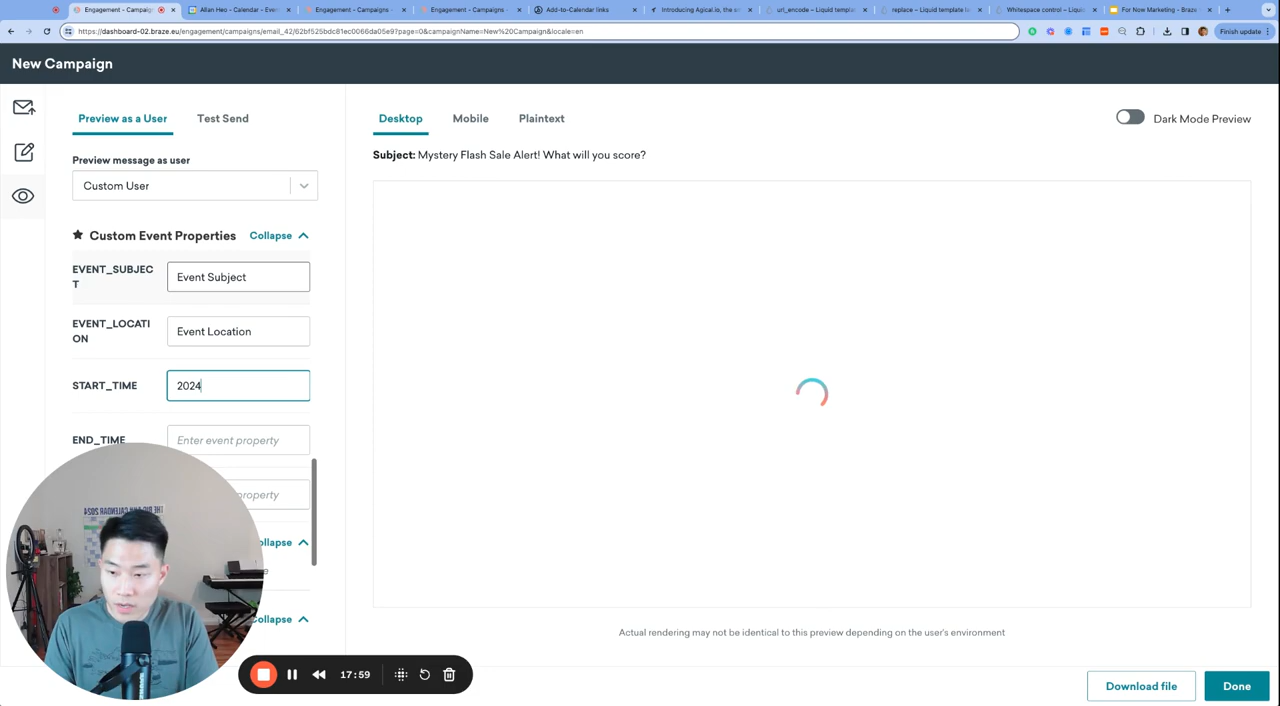 Engagement - Campaig
Allan Heo - Calendar - Even
Engagement - Campaigns -
Engagement - Campaigns -
Add-to-Calendar links
Introducing Agical.io, the en
url_encode – Liquid templat
replace – Liquid template la
Whitespace control – Liquid
For Now Marketing - Braze
https://dashboard-02.braze.eu/engagement/campaigns/email_42/62bf525bdc81ec0066da05e9?page=0&campaignName=New%20Campaign&locale=en
Finish update
New Campaign
Preview as a User
Test Send
Desktop
Mobile
Plaintext
Dark Mode Preview
Subject: Mystery Flash Sale Alert! What will you score?
Preview message as user
Custom User
Custom Event Properties
Collapse
EVENT_SUBJEC
T
Event Subject
EVENT_LOCATI
ON
Event Location
START_TIME
2024
END_TIME
Enter event property
property
ollapse
Collapse
Actual rendering may not be identical to this preview depending on the user's environment
17:59
Download file
Done